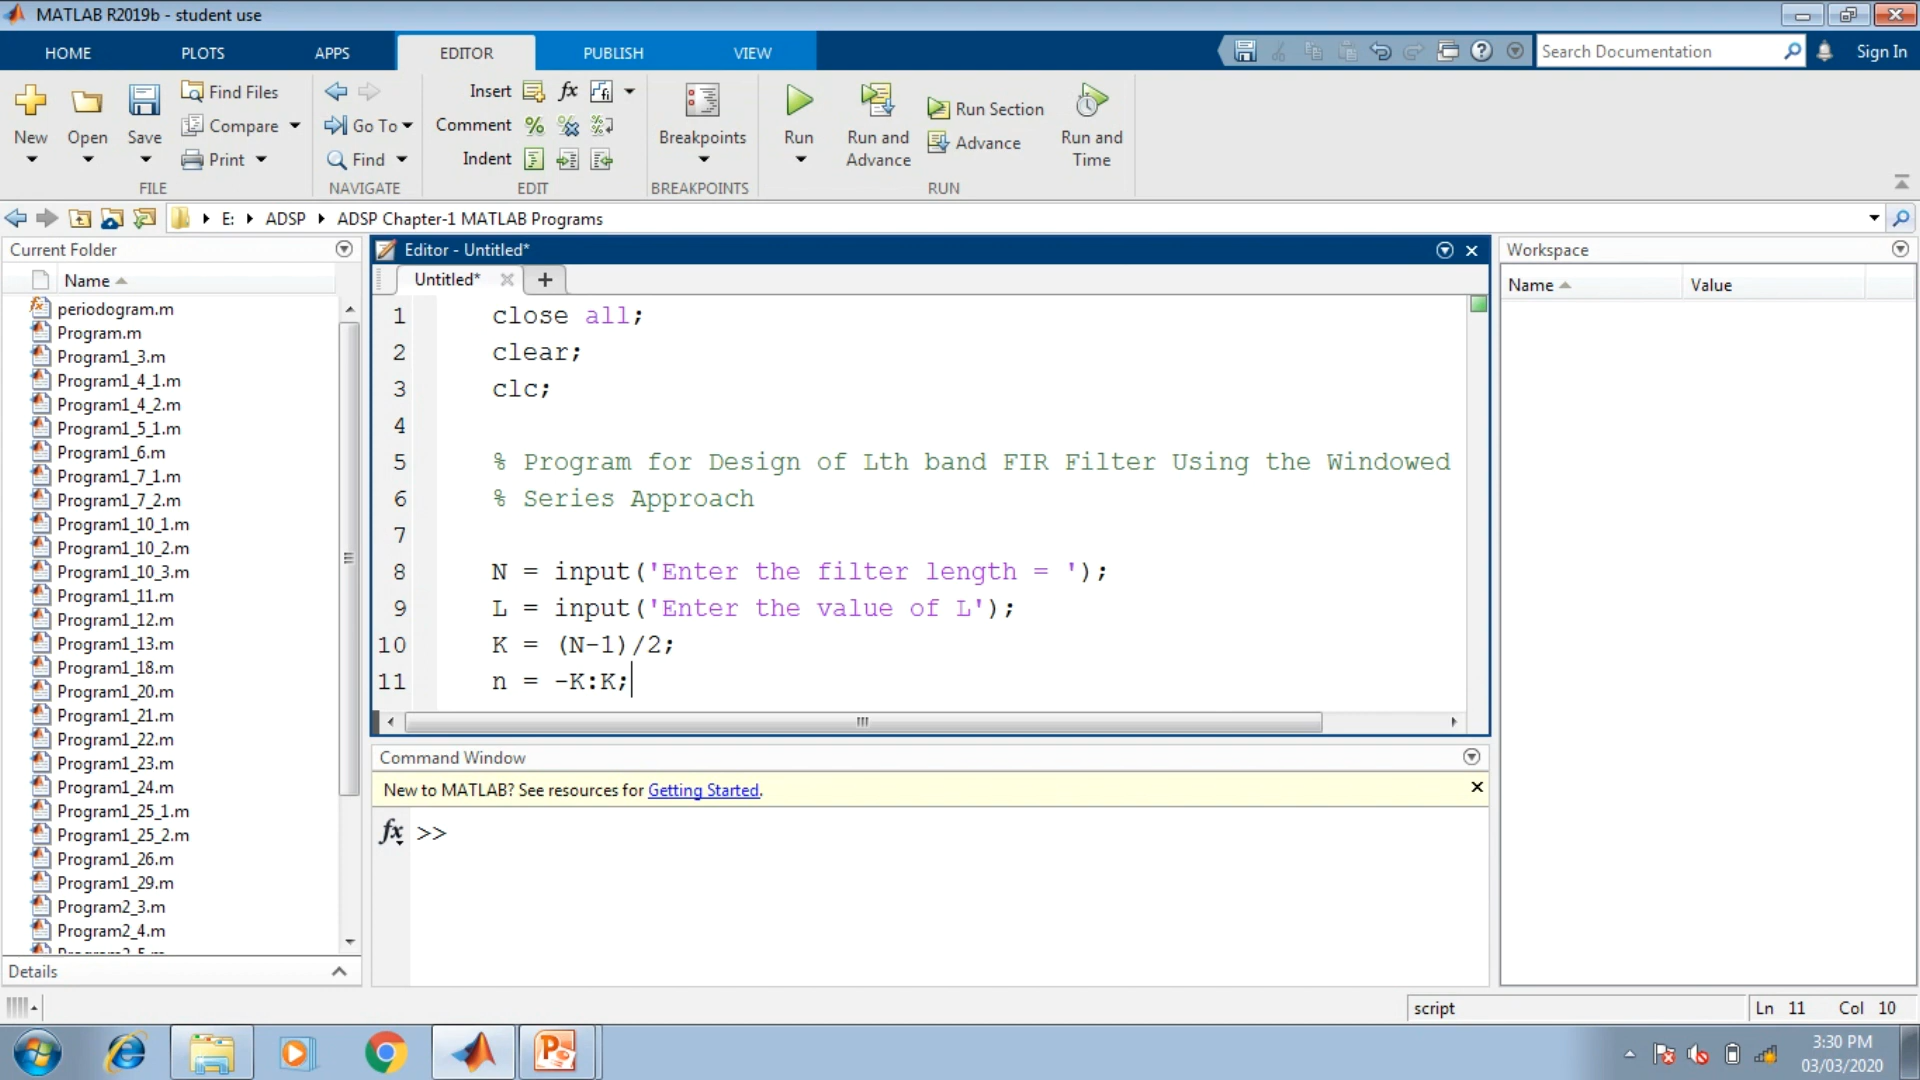 MATLAB R2019b - student use
HOME PLOTS APPS EDITOR PUBLISH VIEW
Search Documentation
Sign In
New
Open
Save
Find Files
Compare
Print
FILE
Go To
Find
NAVIGATE
Insert
Comment
Indent
EDIT
Breakpoints
BREAKPOINTS
Run
Run and Advance
Run Section
Advance
Run and Time
RUN
E: ADSP ADSP Chapter-1 MATLAB Programs
Current Folder
Name
periodogram.m
Program.m
Program1_3.m
Program1_4_1.m
Program1_4_2.m
Program1_5_1.m
Program1_6.m
Program1_7_1.m
Program1_7_2.m
Program1_10_1.m
Program1_10_2.m
Program1_10_3.m
Program1_11.m
Program1_12.m
Program1_13.m
Program1_18.m
Program1_20.m
Program1_21.m
Program1_22.m
Program1_23.m
Program1_24.m
Program1_25_1.m
Program1_25_2.m
Program1_26.m
Program1_29.m
Program2_3.m
Program2_4.m
Details
Editor - Untitled*
Untitled*
1 close all;
2 clear;
3 clc;
4
5 % Program for Design of Lth band FIR Filter Using the Windowed
6 % Series Approach
7
8 N = input('Enter the filter length = ');
9 L = input('Enter the value of L');
10 K = (N-1)/2;
11 n = -K:K;
Command Window
New to MATLAB? See resources for Getting Started.
fx >>
Workspace
Name Value
script
Ln 11 Col 10
3:30 PM
03/03/2020